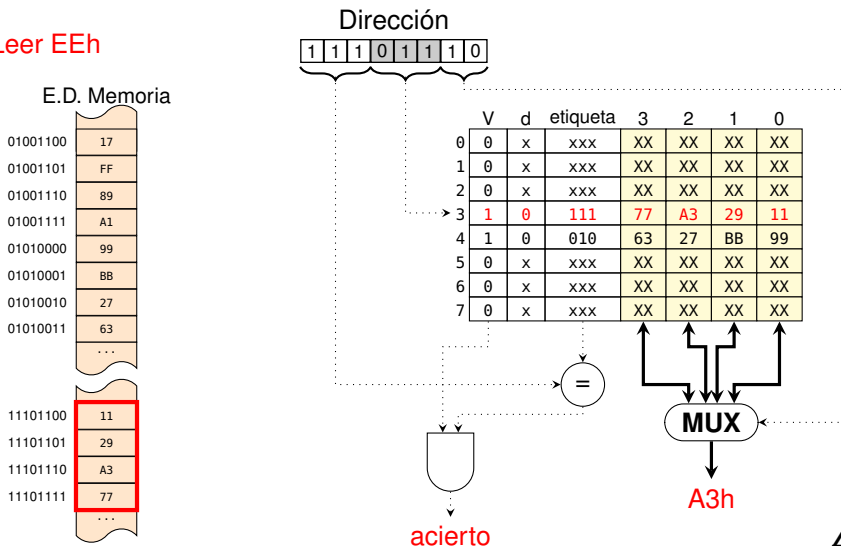 Leer EEh
Dirección
1 1 1 0 1 1 1 0
E.D. Memoria
01001100 17
01001101 FF
01001110 89
01001111 A1
01010000 99
01010001 BB
01010010 27
01010011 63
...
11101100 11
11101101 29
11101110 A3
11101111 77
...
V d etiqueta 3 2 1 0
0 0 x xxx XX XX XX XX
1 0 x xxx XX XX XX XX
2 0 x xxx XX XX XX XX
3 1 0 111 77 A3 29 11
4 1 0 010 63 27 BB 99
5 0 x xxx XX XX XX XX
6 0 x xxx XX XX XX XX
7 0 x xxx XX XX XX XX
=
MUX
A3h
acierto